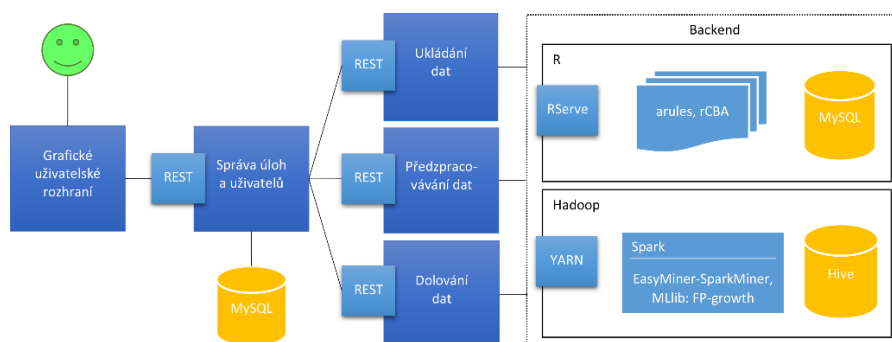 Backend
Ukládání
dat
REST
R
RServe
arules, rCBA
MySQL
Grafické
uživatelské
rozhraní
REST
Správa úloh
a uživatelů
REST
Předzpraco-
vávání dat
Hadoop
YARN
Spark
EasyMiner-SparkMiner,
MLlib: FP-growth
Hive
MySQL
REST
Dolování
dat